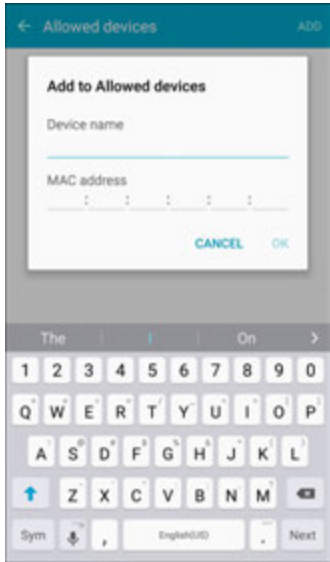 ← Allowed devices ADD
Add to Allowed devices
Device name
MAC address
: : : : :
CANCEL OK
The I On >
1 2 3 4 5 6 7 8 9 0
Q W E R T Y U I O P
A S D F G H J K L
Z X C V B N M
Sym , English(US) . Next